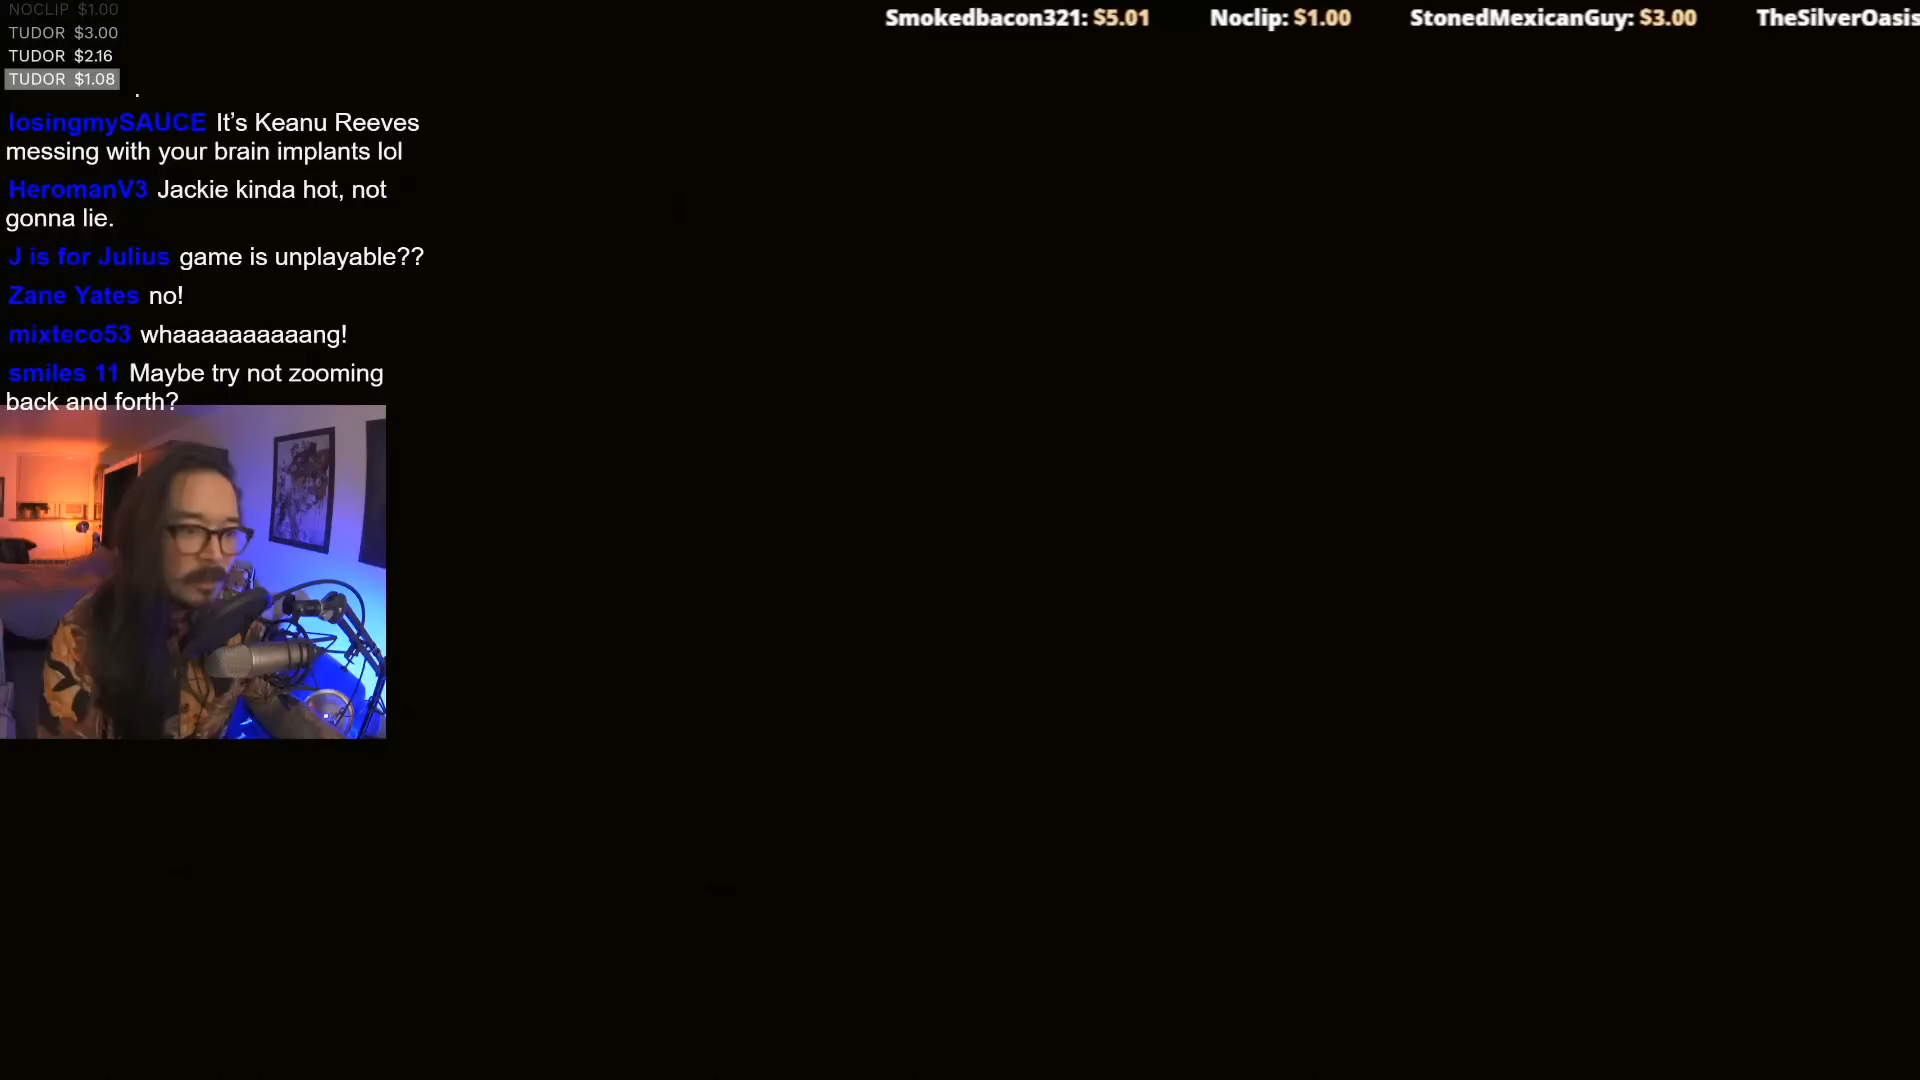 NOCLIP $1.00
TUDOR $3.00
TUDOR $2.16
TUDOR $1.08
Smokedbacon321: $5.01 Noclip: $1.00 StonedMexicanGuy: $3.00 TheSilverOasis
.
losingmySAUCE It’s Keanu Reeves
messing with your brain implants lol
HeromanV3 Jackie kinda hot, not
gonna lie.
J is for Julius game is unplayable??
Zane Yates no!
mixteco53 whaaaaaaaaaang!
smiles 11 Maybe try not zooming
back and forth?